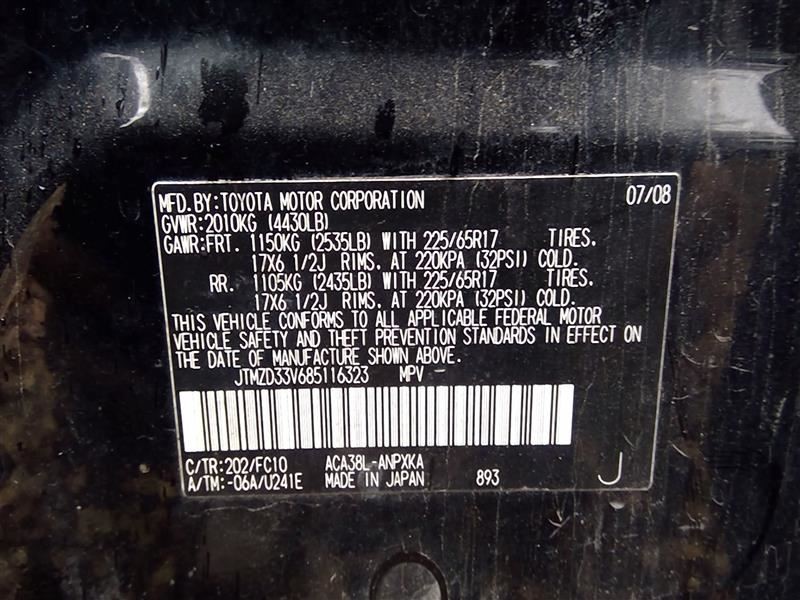 MFD.BY:TOYOTA MOTOR CORPORATION 07/08
GVWR:2010KG (4430LB)
GAWR:FRT. 1150KG (2535LB) WITH 225/65R17 TIRES.
17X6 1/2J RIMS, AT 220KPA (32PSI) COLD.
RR. 1105KG (2435LB) WITH 225/65R17 TIRES,
17X6 1/2J RIMS, AT 220KPA (32PSI) COLD.
THIS VEHICLE CONFORMS TO ALL APPLICABLE FEDERAL MOTOR
VEHICLE SAFETY AND THEFT PREVENTION STANDARDS IN EFFECT ON
THE DATE OF MANUFACTURE SHOWN ABOVE.
JTMZD33V685116323 MPV
C/TR:202/FC10 ACA38L-ANPXKA
A/TM:-06A/U241E MADE IN JAPAN 893 J